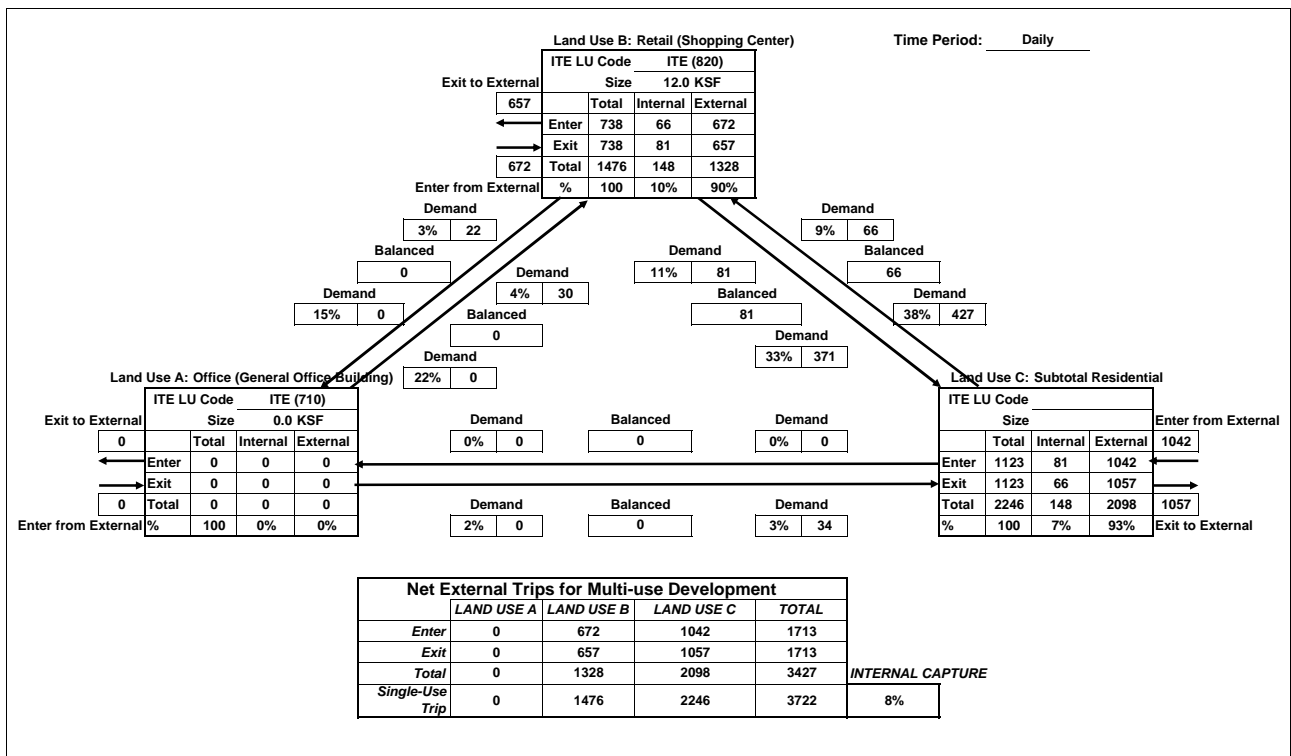 Land Use B: Retail (Shopping Center)
Time Period: Daily
ITE LU Code ITE (820)
Exit to External Size 12.0 KSF
657 Total Internal External
Enter 738 66 672
Exit 738 81 657
672 Total 1476 148 1328
Enter from External % 100 10% 90%
Demand Demand
3% 22 9% 66
Balanced Demand Balanced
0 11% 81 66
Demand Demand Balanced Demand
15% 0 4% 30 81 38% 427
Balanced
0
Demand
33% 371
Demand
22% 0
Land Use A: Office (General Office Building)
ITE LU Code ITE (710)
Exit to External Size 0.0 KSF
0 Total Internal External
Enter 0 0 0
Exit 0 0 0
0 Total 0 0 0
Enter from External % 100 0% 0%
Demand Balanced Demand
0% 0 0 0% 0
Demand Balanced Demand
2% 0 0 3% 34
Land Use C: Subtotal Residential
ITE LU Code
Size Enter from External
Total Internal External 1042
Enter 1123 81 1042
Exit 1123 66 1057
Total 2246 148 2098 1057
% 100 7% 93% Exit to External
Net External Trips for Multi-use Development
LAND USE A LAND USE B LAND USE C TOTAL
Enter 0 672 1042 1713
Exit 0 657 1057 1713
Total 0 1328 2098 3427 INTERNAL CAPTURE
Single-Use
Trip 0 1476 2246 3722 8%